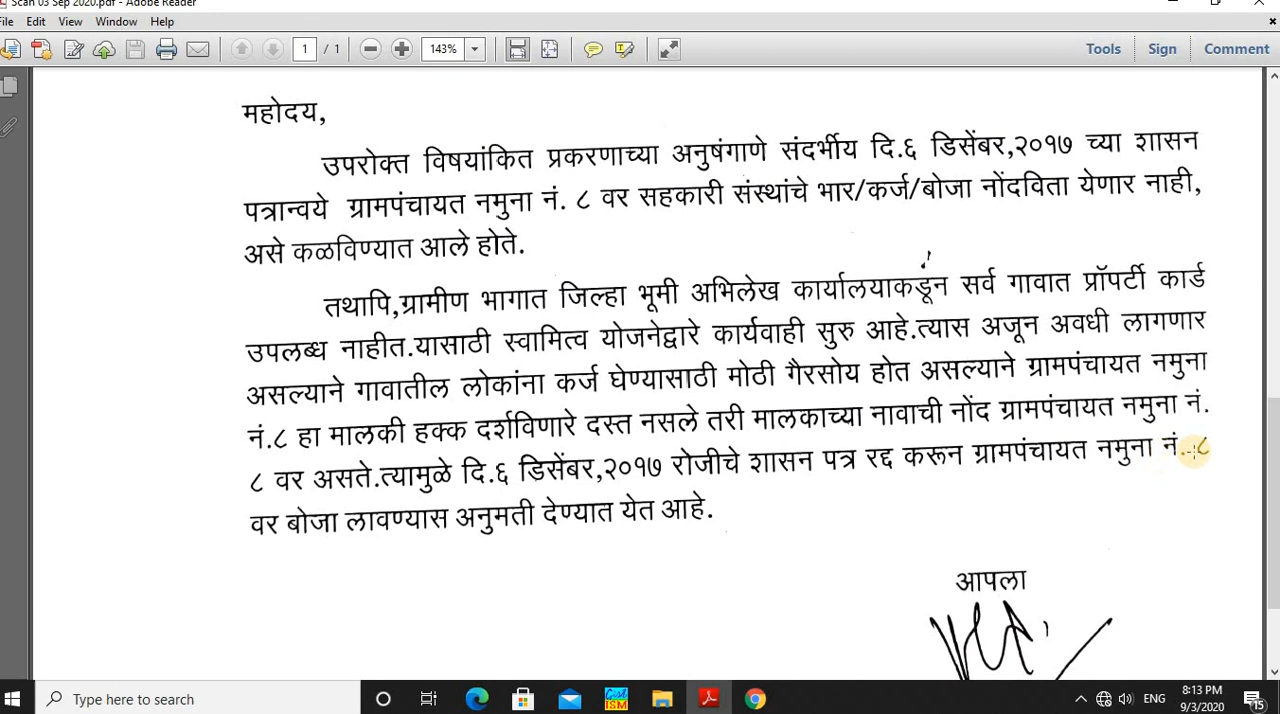 Scan 03 Sep 2020.pdf - Adobe Reader
File Edit View Window Help
1 / 1 143% Tools Sign Comment
महोदय,
उपरोक्त विषयांकित प्रकरणाच्या अनुषंगाणे संदर्भीय दि.६ डिसेंबर,२०१७ च्या शासन
पत्रान्वये ग्रामपंचायत नमुना नं. ८ वर सहकारी संस्थांचे भार/कर्ज/बोजा नोंदविता येणार नाही,
असे कळविण्यात आले होते.
तथापि,ग्रामीण भागात जिल्हा भूमी अभिलेख कार्यालयाकडून सर्व गावात प्रॉपर्टी कार्ड
उपलब्ध नाहीत.यासाठी स्वामित्व योजनेद्वारे कार्यवाही सुरु आहे.त्यास अजून अवधी लागणार
असल्याने गावातील लोकांना कर्ज घेण्यासाठी मोठी गैरसोय होत असल्याने ग्रामपंचायत नमुना
नं.८ हा मालकी हक्क दर्शविणारे दस्त नसले तरी मालकाच्या नावाची नोंद ग्रामपंचायत नमुना नं.
८ वर असते.त्यामुळे दि.६ डिसेंबर,२०१७ रोजीचे शासन पत्र रद्द करून ग्रामपंचायत नमुना नं. ८
वर बोजा लावण्यास अनुमती देण्यात येत आहे.
आपला
Type here to search
ENG
8:13 PM
9/3/2020
15